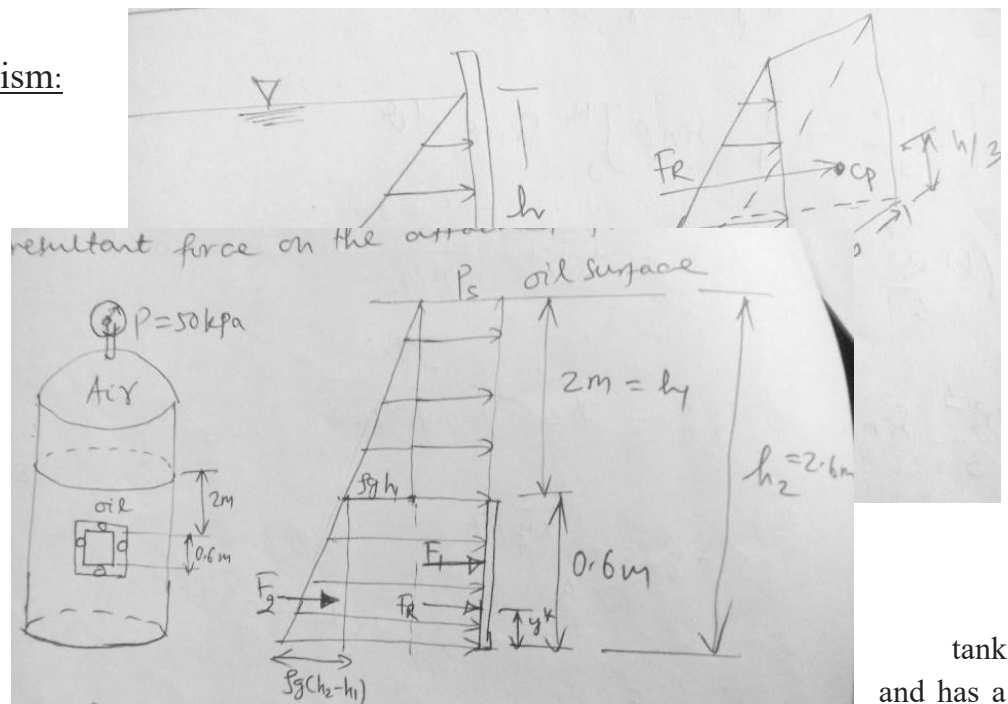 ism:
h
FR
CP
h/3
resultant force on the
P=50kpa
Air
oil
2m
0.6m
Ps oil surface
2m = h1
h2=2.6m
ρgh1
F1
0.6m
F2
FR
y*
ρg(h2-h1)
tank
and has a